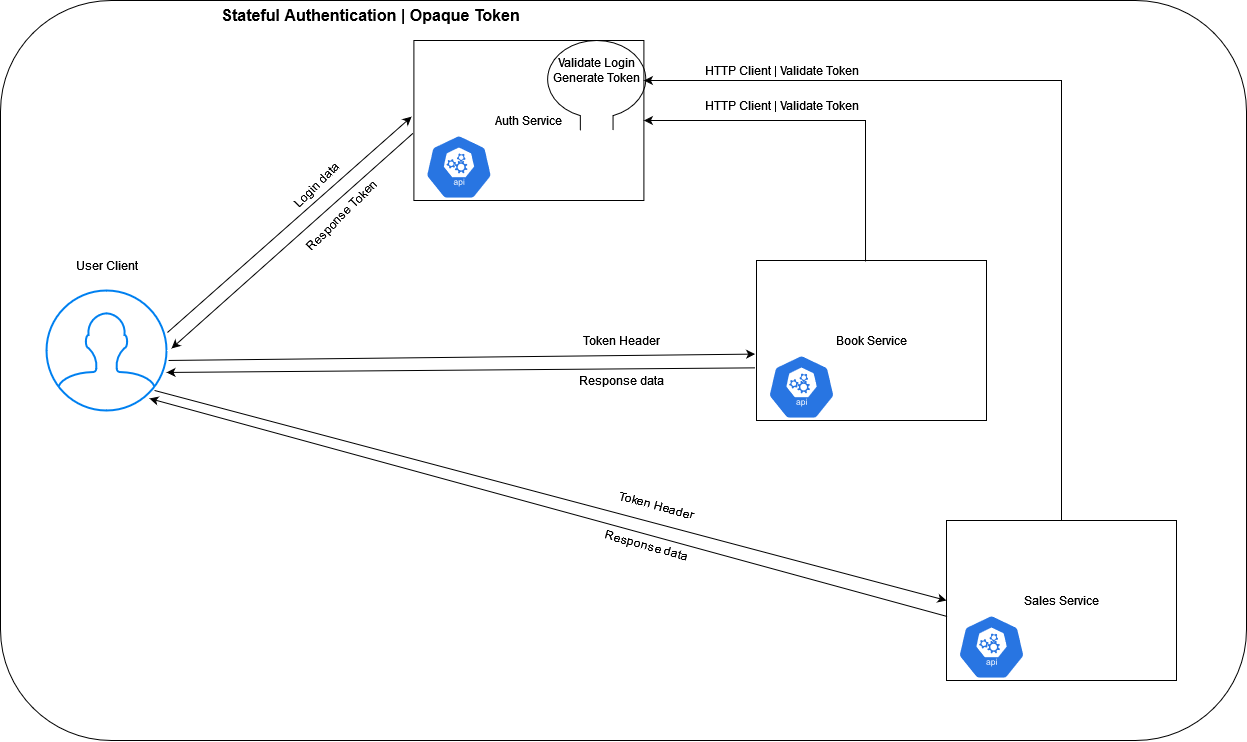 Stateful Authentication | Opaque Token
Validate Login
Generate Token
HTTP Client | Validate Token
HTTP Client | Validate Token
Auth Service
api
Login data
Response Token
User Client
Token Header
Response data
Book Service
api
Token Header
Response data
Sales Service
api